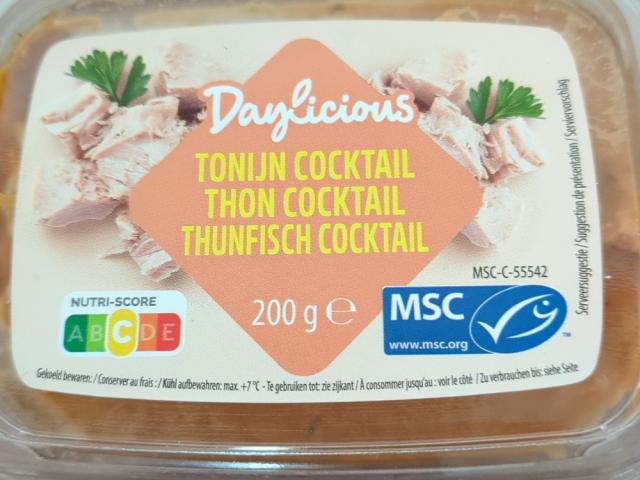 Daylicious
TONIJN COCKTAIL
THON COCKTAIL
THUNFISCH COCKTAIL
200 g ℮
NUTRI-SCORE
A B C D E
MSC-C-55542
MSC
www.msc.org
TM
Gekoeld bewaren: / Conserver au frais : / Kühl aufbewahren: max. +7 °C - Te gebruiken tot: zie zijkant / À consommer jusqu'au : voir le côté / Zu verbrauchen bis: siehe Seite
Serveersuggestie / Suggestion de présentation / Serviervorschlag